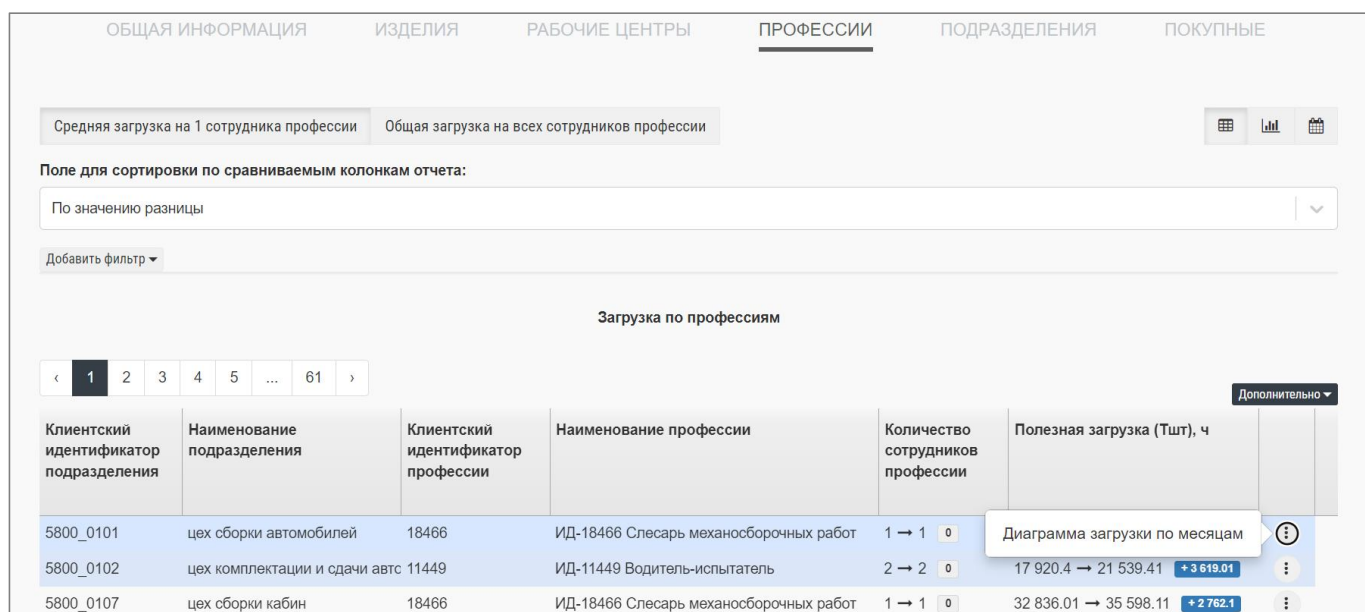 ОБЩАЯ ИНФОРМАЦИЯ ИЗДЕЛИЯ РАБОЧИЕ ЦЕНТРЫ ПРОФЕССИИ ПОДРАЗДЕЛЕНИЯ ПОКУПНЫЕ
Средняя загрузка на 1 сотрудника профессии Общая загрузка на всех сотрудников профессии
Поле для сортировки по сравниваемым колонкам отчета:
По значению разницы
Добавить фильтр
Загрузка по профессиям
‹ 1 2 3 4 5 ... 61 ›
Дополнительно
Клиентский идентификатор подразделения Наименование подразделения Клиентский идентификатор профессии Наименование профессии Количество сотрудников профессии Полезная загрузка (Тшт), ч
5800_0101 цех сборки автомобилей 18466 ИД-18466 Слесарь механосборочных работ 1 → 1 0 Диаграмма загрузки по месяцам
5800_0102 цех комплектации и сдачи авто 11449 ИД-11449 Водитель-испытатель 2 → 2 0 17 920.4 → 21 539.41 + 3 619.01
5800_0107 цех сборки кабин 18466 ИД-18466 Слесарь механосборочных работ 1 → 1 0 32 836.01 → 35 598.11 + 2 762.1